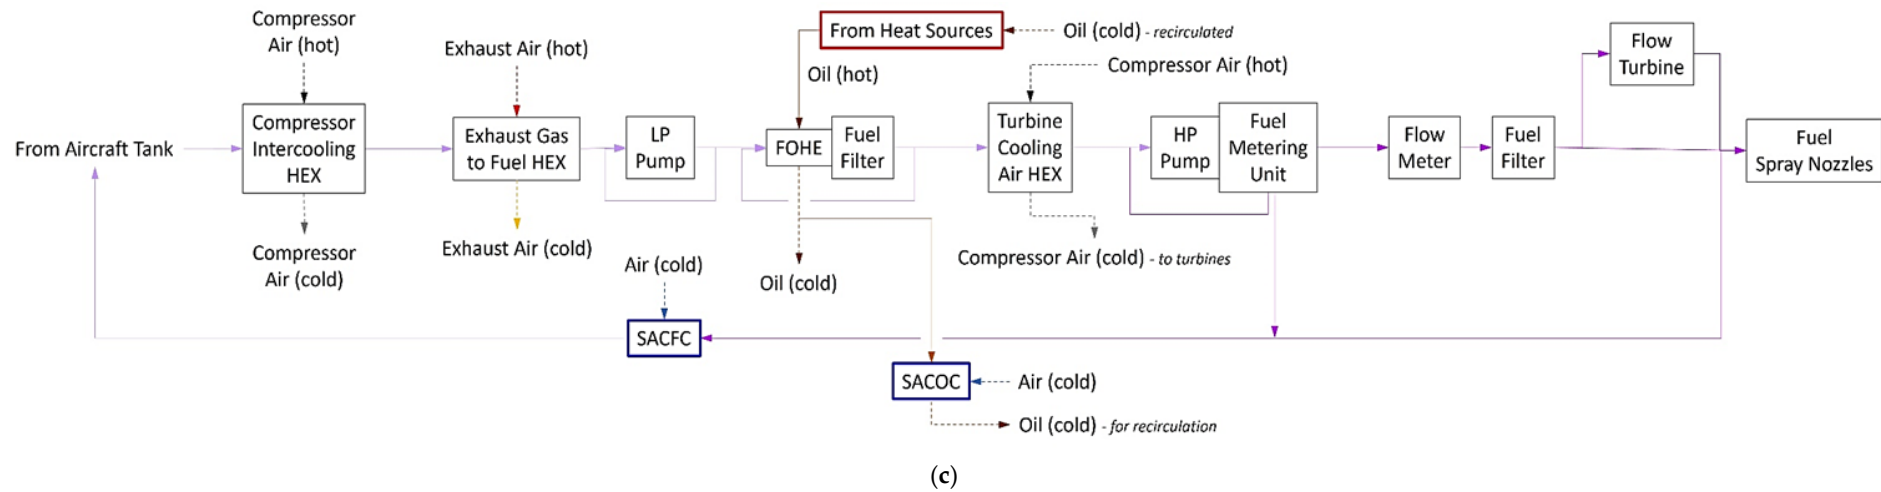 Compressor
Air (hot)
Exhaust Air (hot)
From Heat Sources
Oil (cold) - recirculated
Oil (hot)
Compressor Air (hot)
Flow
Turbine
From Aircraft Tank
Compressor
Intercooling
HEX
Exhaust Gas
to Fuel HEX
LP
Pump
FOHE
Fuel
Filter
Turbine
Cooling
Air HEX
HP
Pump
Fuel
Metering
Unit
Flow
Meter
Fuel
Filter
Fuel
Spray Nozzles
Compressor
Air (cold)
Exhaust Air (cold)
Air (cold)
Oil (cold)
Compressor Air (cold) - to turbines
SACFC
SACOC
Air (cold)
Oil (cold) - for recirculation
(c)